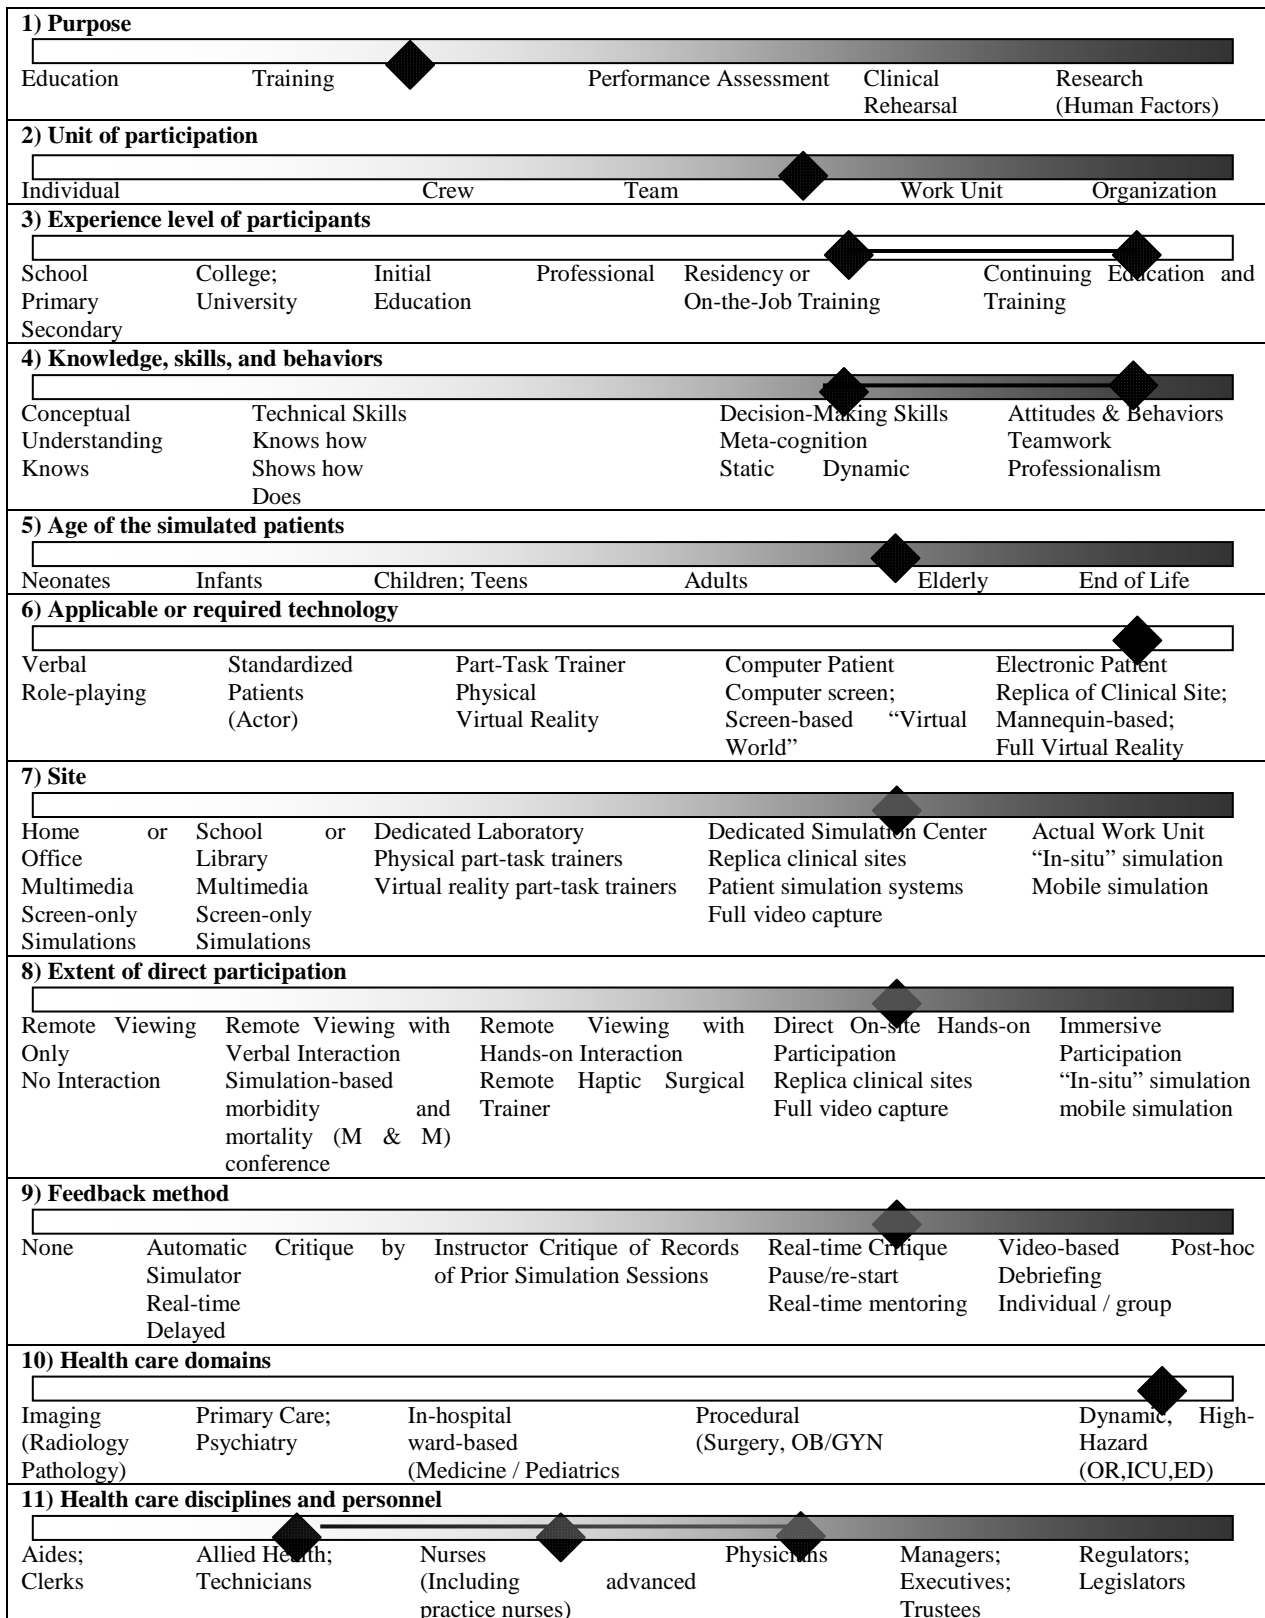 1) Purpose
Education Training Performance Assessment Clinical Rehearsal Research (Human Factors)
2) Unit of participation
Individual Crew Team Work Unit Organization
3) Experience level of participants
School Primary Secondary
College; University
Initial Professional Education
Residency or On-the-Job Training
Continuing Education and Training
4) Knowledge, skills, and behaviors
Conceptual Understanding Knows
Technical Skills
Knows how
Shows how
Does
Decision-Making Skills
Meta-cognition
Static Dynamic
Attitudes & Behaviors
Teamwork
Professionalism
5) Age of the simulated patients
Neonates Infants Children; Teens Adults Elderly End of Life
6) Applicable or required technology
Verbal
Role-playing
Standardized
Patients
(Actor)
Part-Task Trainer
Physical
Virtual Reality
Computer Patient
Computer screen;
Screen-based “Virtual
World”
Electronic Patient
Replica of Clinical Site;
Mannequin-based;
Full Virtual Reality
7) Site
Home or
Office
Multimedia
Screen-only
Simulations
School or
Library
Multimedia
Screen-only
Simulations
Dedicated Laboratory
Physical part-task trainers
Virtual reality part-task trainers
Dedicated Simulation Center
Replica clinical sites
Patient simulation systems
Full video capture
Actual Work Unit
“In-situ” simulation
Mobile simulation
8) Extent of direct participation
Remote Viewing
Only
No Interaction
Remote Viewing with
Verbal Interaction
Simulation-based
morbidity and
mortality (M & M)
conference
Remote Viewing with
Hands-on Interaction
Remote Haptic Surgical
Trainer
Direct On-site Hands-on
Participation
Replica clinical sites
Full video capture
Immersive
Participation
“In-situ” simulation
mobile simulation
9) Feedback method
None
Automatic Critique by
Simulator
Real-time
Delayed
Instructor Critique of Records
of Prior Simulation Sessions
Real-time Critique
Pause/re-start
Real-time mentoring
Video-based Post-hoc
Debriefing
Individual / group
10) Health care domains
Imaging
(Radiology
Pathology)
Primary Care;
Psychiatry
In-hospital
ward-based
(Medicine / Pediatrics
Procedural
(Surgery, OB/GYN
Dynamic, High-
Hazard
(OR,ICU,ED)
11) Health care disciplines and personnel
Aides;
Clerks
Allied Health;
Technicians
Nurses
(Including advanced
practice nurses)
Physicians
Managers;
Executives;
Trustees
Regulators;
Legislators